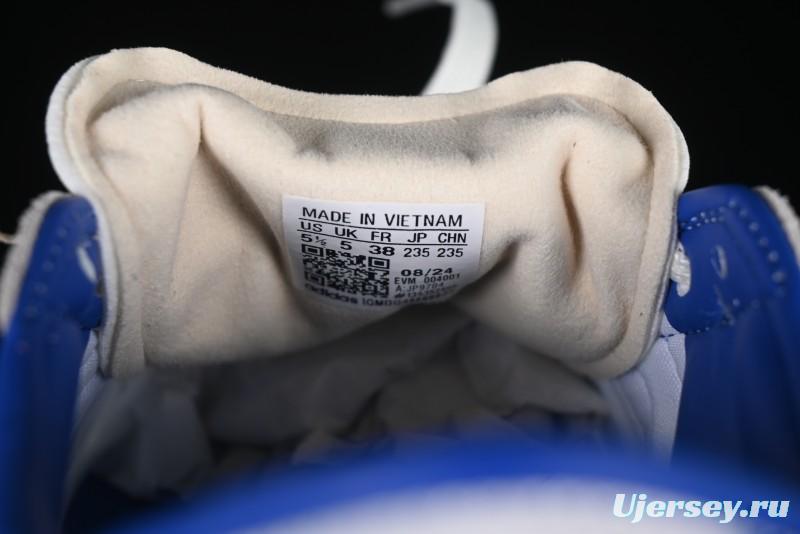 MADE IN VIETNAM
US UK FR JP CHN
5½ 5 38 235 235
08/24
EVM 004001
A:JP9704
adidas
Ujersey.ru